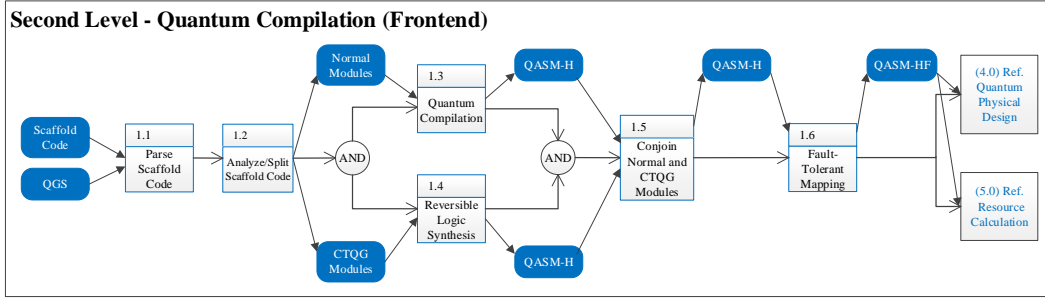 Second Level - Quantum Compilation (Frontend)
Scaffold
Code
QGS
1.1
Parse
Scaffold
Code
1.2
Analyze/Split
Scaffold Code
Normal
Modules
CTQG
Modules
AND
1.3
Quantum
Compilation
1.4
Reversible
Logic
Synthesis
QASM-H
QASM-H
AND
1.5
Conjoin
Normal and
CTQG
Modules
QASM-H
1.6
Fault-
Tolerant
Mapping
QASM-HF
(4.0) Ref.
Quantum
Physical
Design
(5.0) Ref.
Resource
Calculation